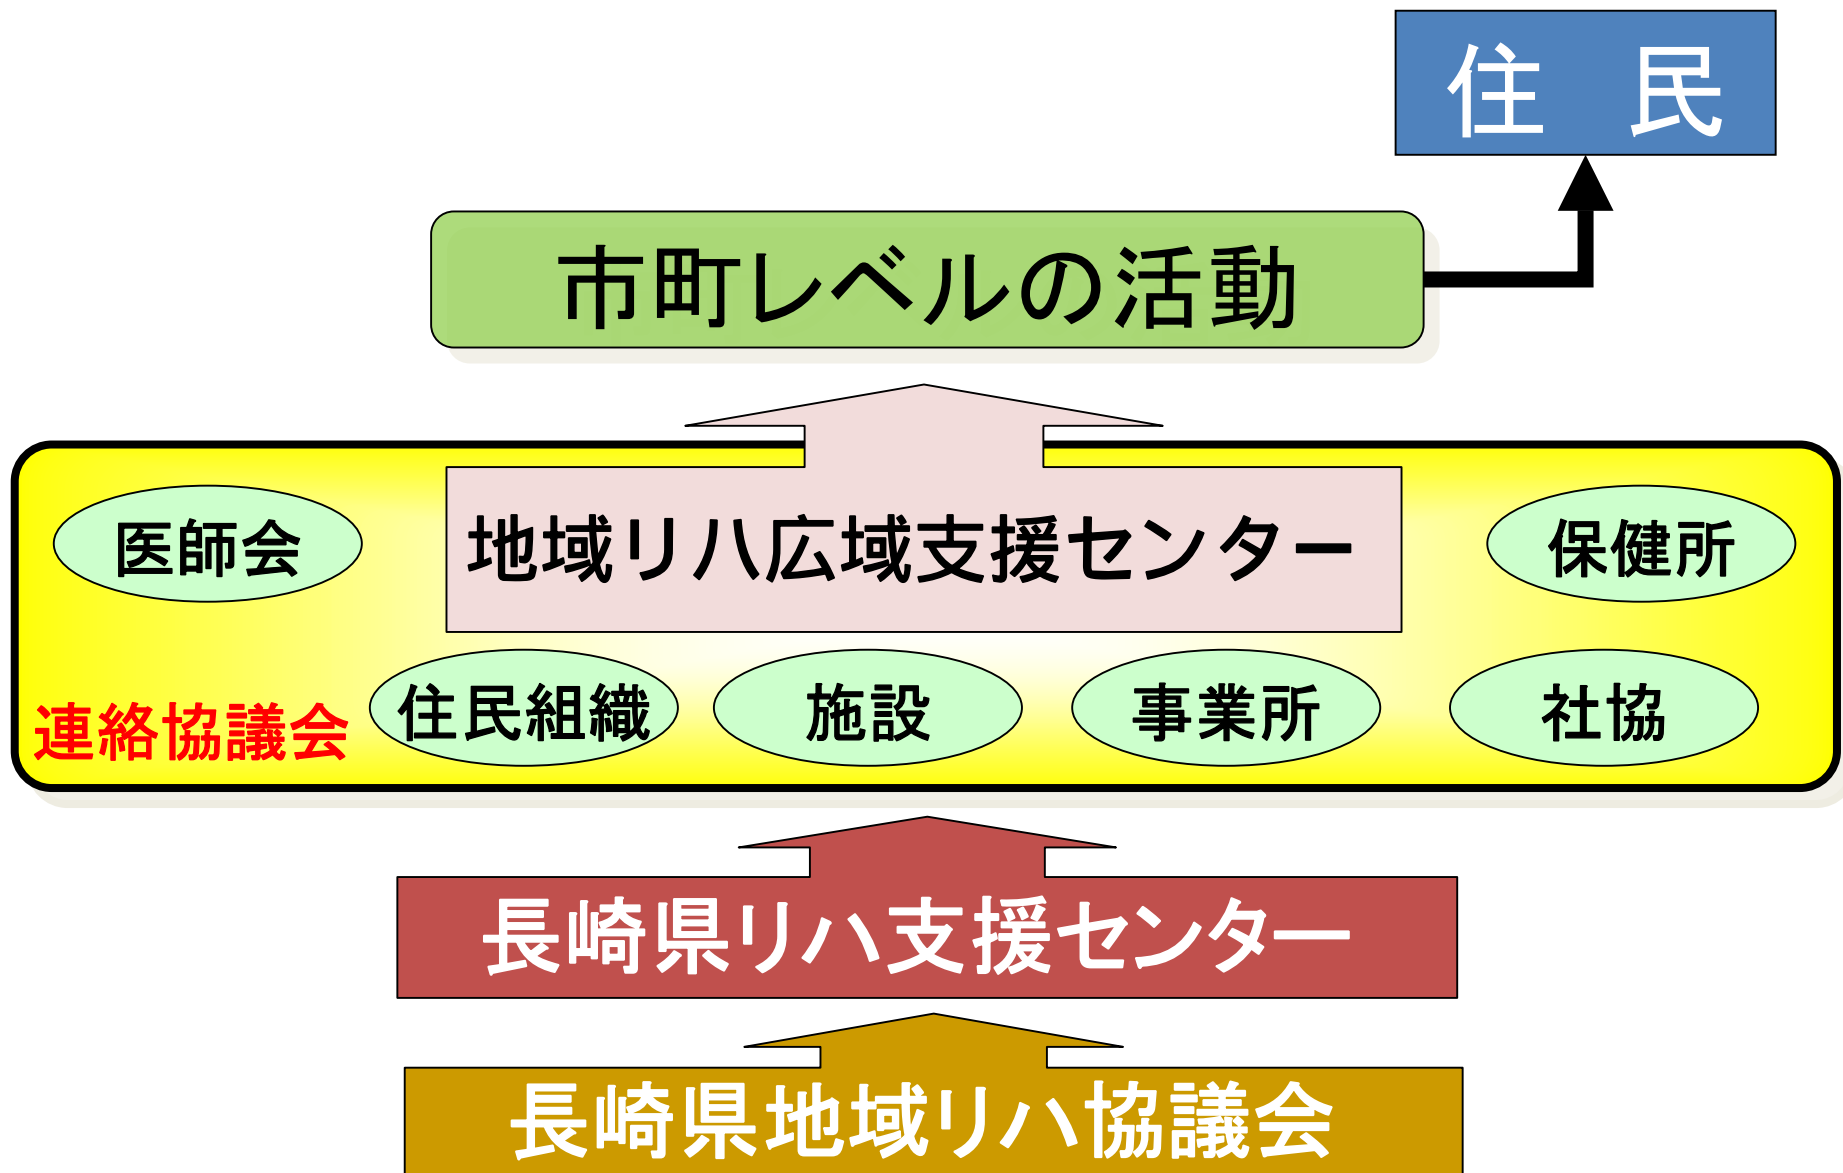 住　民
市町レベルの活動
医師会
地域リハ広域支援センター
保健所
連絡協議会
住民組織
施設
事業所
社協
長崎県リハ支援センター
長崎県地域リハ協議会